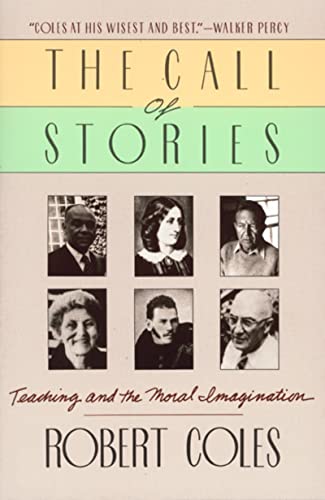 "COLES AT HIS WISEST AND BEST."—WALKER PERCY
THE CALL
of
STORIES
Teaching and the Moral Imagination
ROBERT COLES